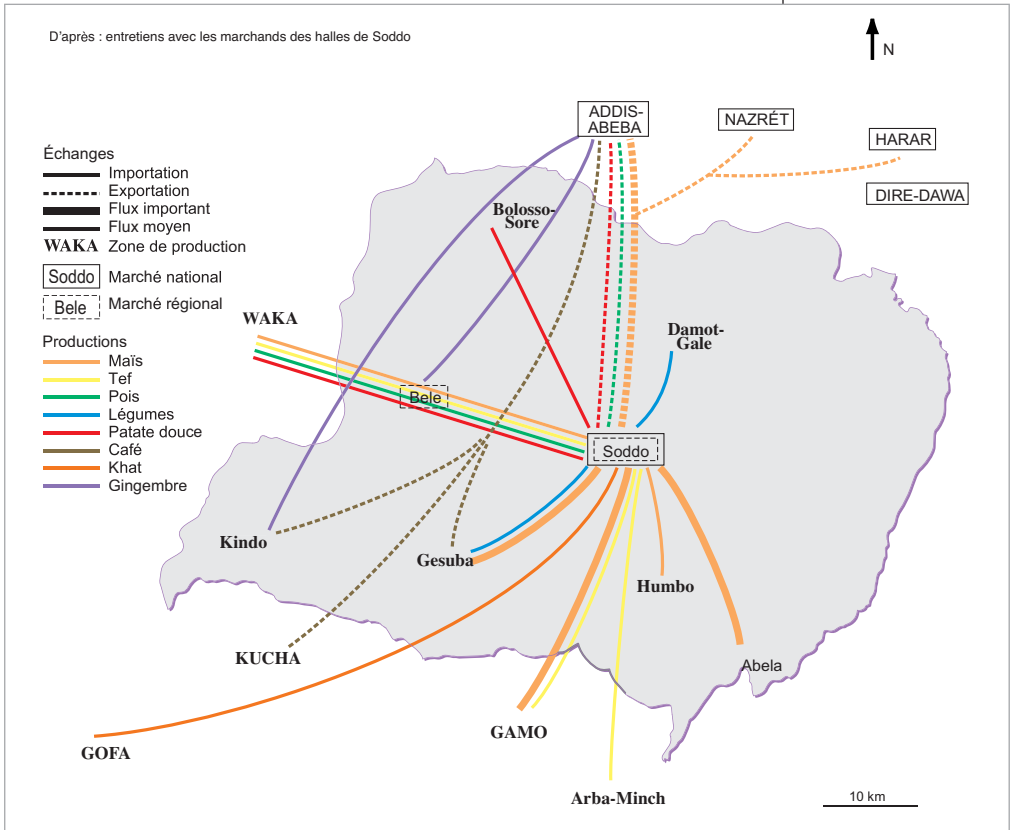 D'après : entretiens avec les marchands des halles de Soddo
N
ADDIS-
ABEBA
NAZRÉT
HARAR
DIRE-DAWA
Échanges
Importation
Exportation
Flux important
Flux moyen
WAKA Zone de production
Soddo Marché national
Bele Marché régional
Productions
Maïs
Tef
Pois
Légumes
Patate douce
Café
Khat
Gingembre
Bolosso-
Sore
WAKA
Damot-
Gale
Bele
Soddo
Kindo
Gesuba
Humbo
KUCHA
Abela
GAMO
GOFA
Arba-Minch
10 km